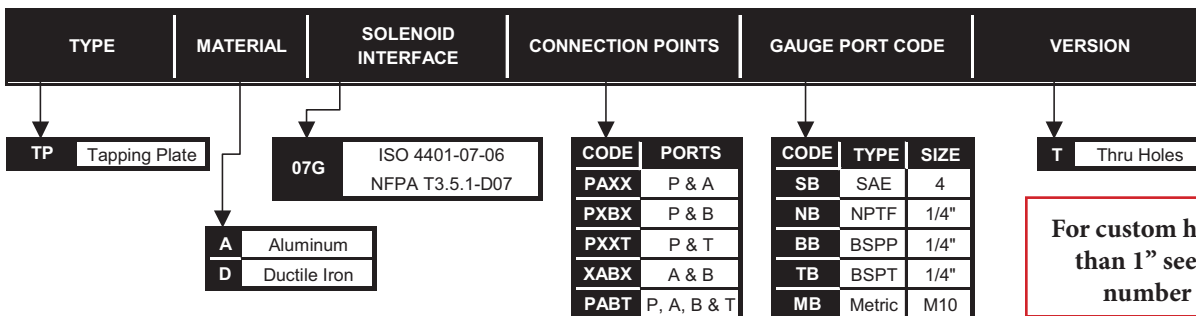 TYPE MATERIAL SOLENOID INTERFACE CONNECTION POINTS GAUGE PORT CODE VERSION
TP Tapping Plate
A Aluminum
D Ductile Iron
07G ISO 4401-07-06
NFPA T3.5.1-D07
CODE PORTS
PAXX P & A
PXBX P & B
PXXT P & T
XABX A & B
PABT P, A, B & T
CODE TYPE SIZE
SB SAE 4
NB NPTF 1/4"
BB BSPP 1/4"
TB BSPT 1/4"
MB Metric M10
T Thru Holes
For custom
than 1” see
number